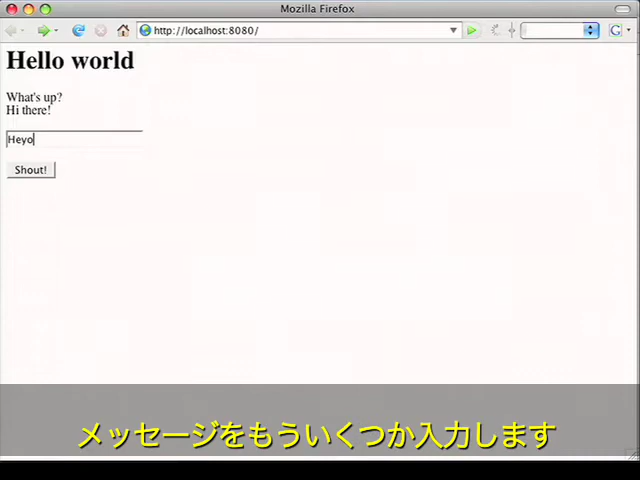 Mozilla Firefox
http://localhost:8080/
G
Hello world
What's up?
Hi there!
Heyo
Shout!
メッセージをもういくつか入力します